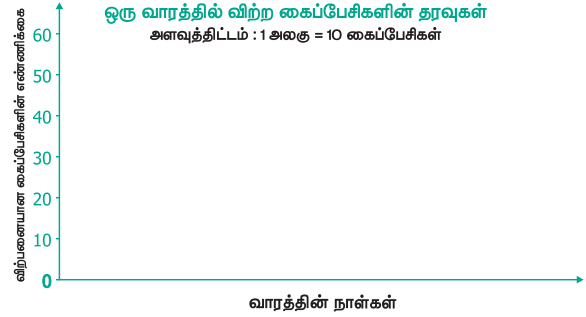 ஒரு வாரத்தில் விற்ற கைப்பேசிகளின் தரவுகள்
அளவுத்திட்டம் : 1 அலகு = 10 கைப்பேசிகள்
விற்பனையான கைப்பேசிகளின் எண்ணிக்கை
60
50
40
30
20
10
0
வாரத்தின் நாள்கள்